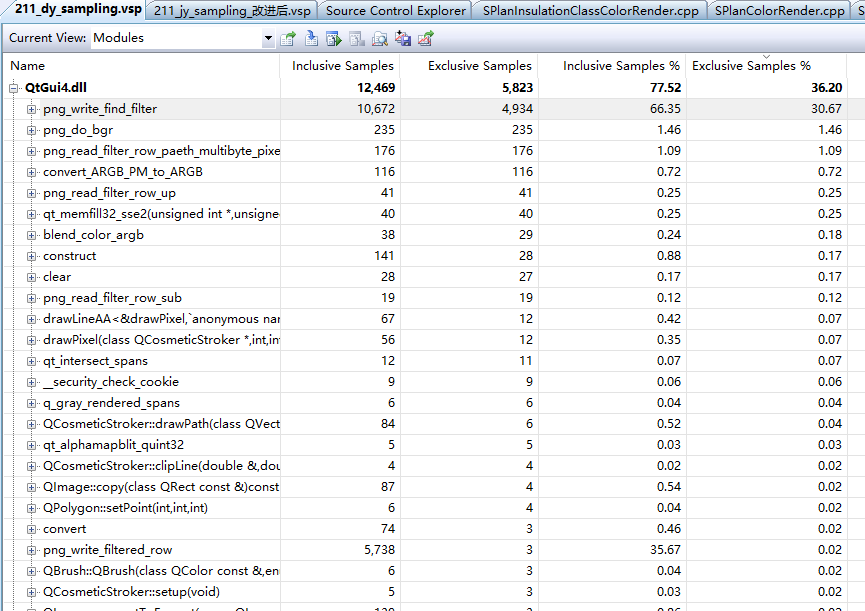 211_dy_sampling.vsp 211_jy_sampling_改进后.vsp Source Control Explorer SPlanInsulationClassColorRender.cpp SPlanColorRender.cpp S
Current View: Modules
Name Inclusive Samples Exclusive Samples Inclusive Samples % Exclusive Samples %
QtGui4.dll 12,469 5,823 77.52 36.20
png_write_find_filter 10,672 4,934 66.35 30.67
png_do_bgr 235 235 1.46 1.46
png_read_filter_row_paeth_multibyte_pixe 176 176 1.09 1.09
convert_ARGB_PM_to_ARGB 116 116 0.72 0.72
png_read_filter_row_up 41 41 0.25 0.25
qt_memfill32_sse2(unsigned int *,unsigne 40 40 0.25 0.25
blend_color_argb 38 29 0.24 0.18
construct 141 28 0.88 0.17
clear 28 27 0.17 0.17
png_read_filter_row_sub 19 19 0.12 0.12
drawLineAA<&drawPixel,`anonymous nar 67 12 0.42 0.07
drawPixel(class QCosmeticStroker *,int,in 56 12 0.35 0.07
qt_intersect_spans 12 11 0.07 0.07
__security_check_cookie 9 9 0.06 0.06
q_gray_rendered_spans 6 6 0.04 0.04
QCosmeticStroker::drawPath(class QVect 84 6 0.52 0.04
qt_alphamapblit_quint32 5 5 0.03 0.03
QCosmeticStroker::clipLine(double &,dou 4 4 0.02 0.02
QImage::copy(class QRect const &)const 87 4 0.54 0.02
QPolygon::setPoint(int,int,int) 6 4 0.04 0.02
convert 74 3 0.46 0.02
png_write_filtered_row 5,738 3 35.67 0.02
QBrush::QBrush(class QColor const &,en 6 3 0.04 0.02
QCosmeticStroker::setup(void) 5 3 0.03 0.02